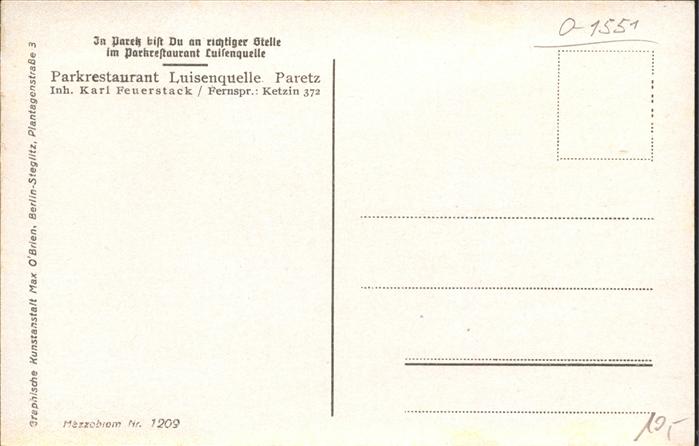 In Paretz bist Du an richtiger Stelle
im Parkrestaurant Luisenquelle
Parkrestaurant Luisenquelle Paretz
Inh. Karl Feuerstack / Fernspr.: Ketzin 372
Graphische Kunstanstalt Max O'Brien, Berlin-Steglitz, Plantagenstraße 3
Mezzobrom Nr. 1209
O-1551
10,-